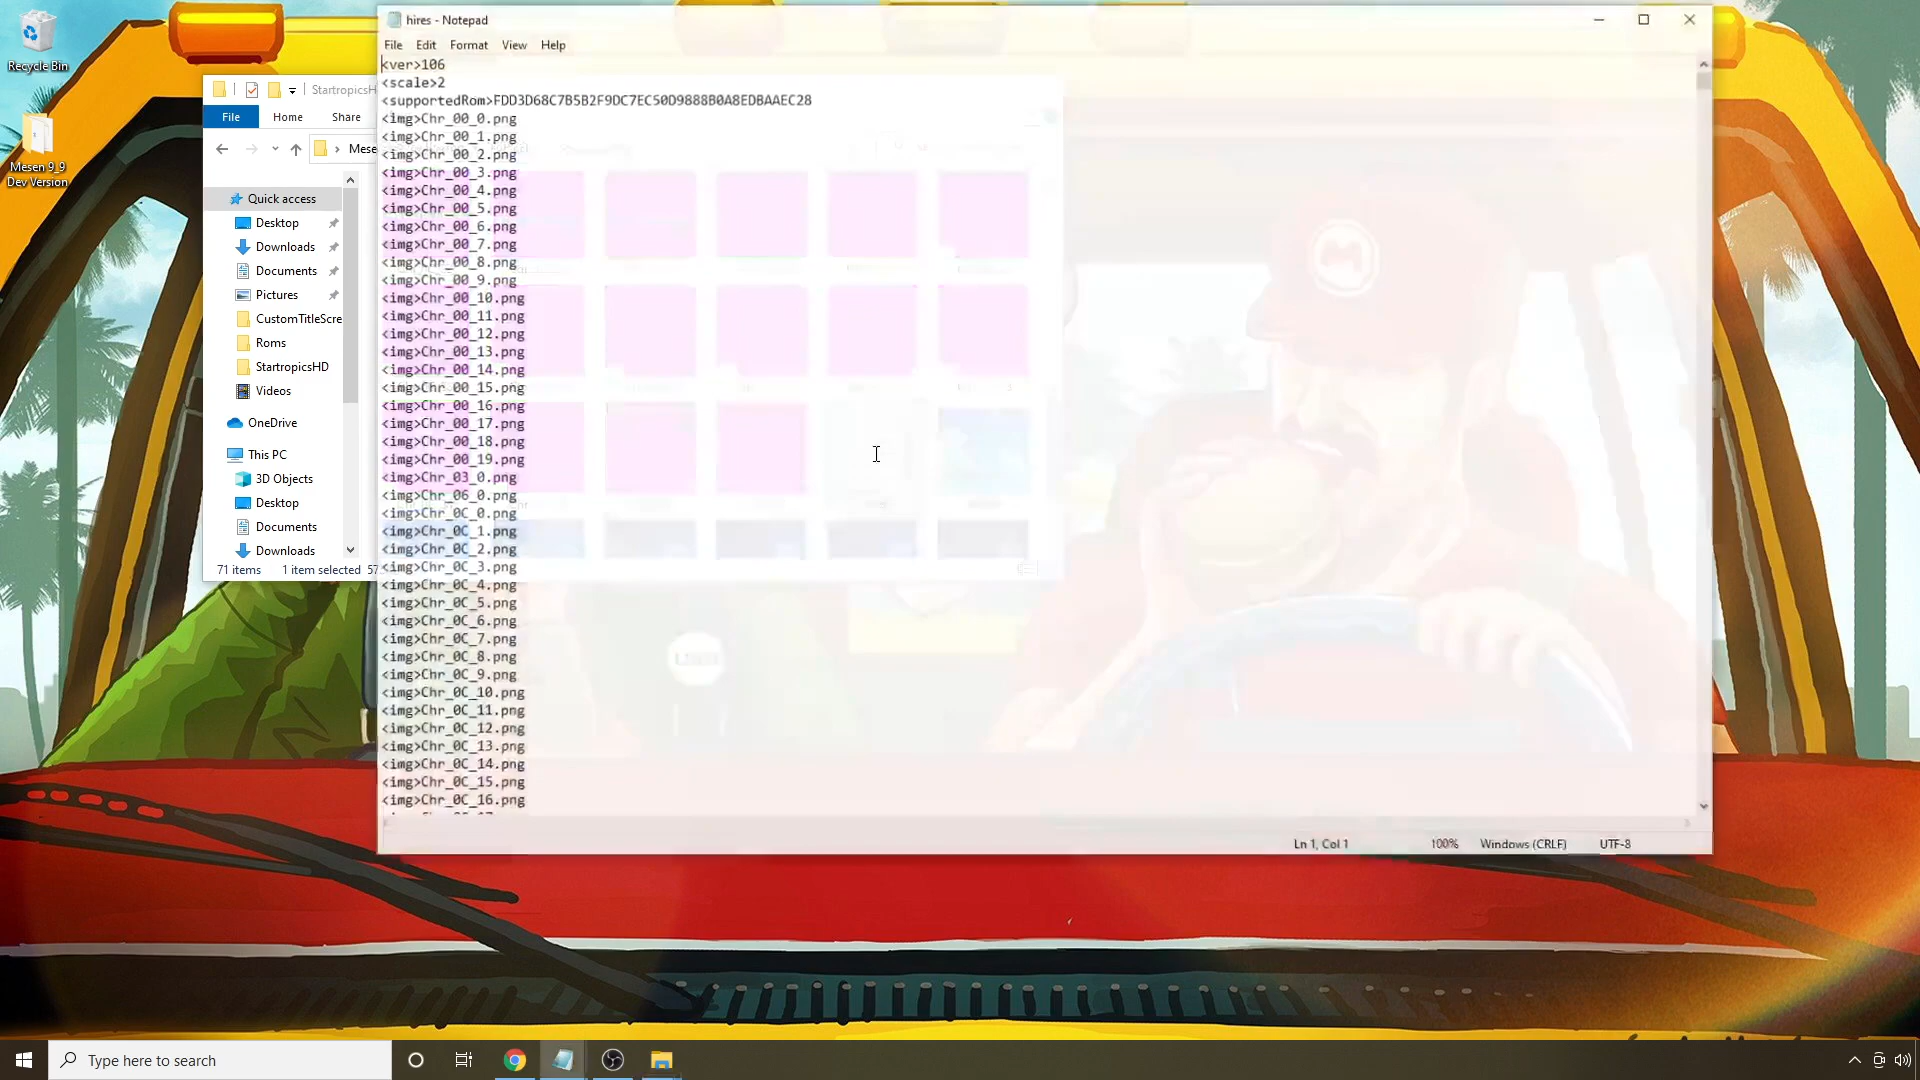 Recycle Bin
Mesen 9_9
Dev Version
StartropicsH
File
Home
Share
Mese
Quick access
Desktop
Downloads
Documents
Pictures
CustomTitleScre
Roms
StartropicsHD
Videos
OneDrive
This PC
3D Objects
Desktop
Documents
Downloads
71 items
1 item selected
hires - Notepad
File
Edit
Format
View
Help
<ver>106
<scale>2
<supportedRom>FDD3D68C7B5B2F9DC7EC50D9888B0A8EDBAAEC28
<img>Chr_00_0.png
<img>Chr_00_1.png
<img>Chr_00_2.png
<img>Chr_00_3.png
<img>Chr_00_4.png
<img>Chr_00_5.png
<img>Chr_00_6.png
<img>Chr_00_7.png
<img>Chr_00_8.png
<img>Chr_00_9.png
<img>Chr_00_10.png
<img>Chr_00_11.png
<img>Chr_00_12.png
<img>Chr_00_13.png
<img>Chr_00_14.png
<img>Chr_00_15.png
<img>Chr_00_16.png
<img>Chr_00_17.png
<img>Chr_00_18.png
<img>Chr_00_19.png
<img>Chr_03_0.png
<img>Chr_06_0.png
<img>Chr_0C_0.png
<img>Chr_0C_1.png
<img>Chr_0C_2.png
<img>Chr_0C_3.png
<img>Chr_0C_4.png
<img>Chr_0C_5.png
<img>Chr_0C_6.png
<img>Chr_0C_7.png
<img>Chr_0C_8.png
<img>Chr_0C_9.png
<img>Chr_0C_10.png
<img>Chr_0C_11.png
<img>Chr_0C_12.png
<img>Chr_0C_13.png
<img>Chr_0C_14.png
<img>Chr_0C_15.png
<img>Chr_0C_16.png
Ln 1, Col 1
100%
Windows (CRLF)
UTF-8
M
Type here to search